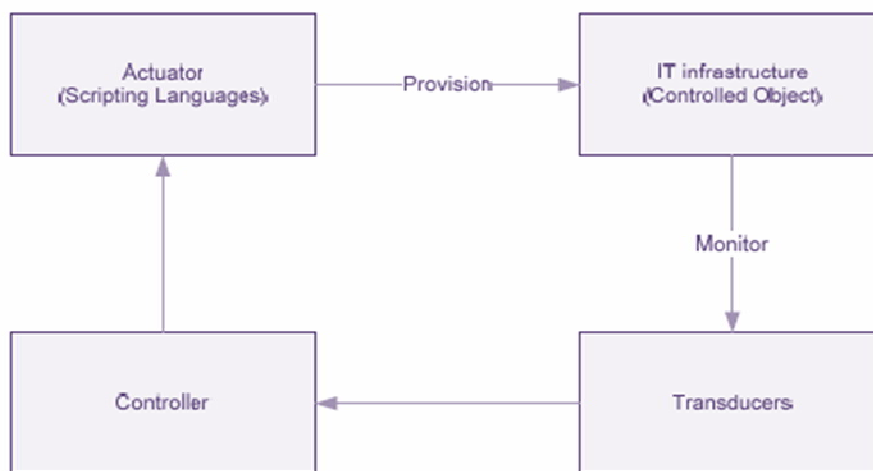 Actuator
(Scripting Languages)
Provision
IT infrastructure
(Controlled Object)
Monitor
Controller
Transducers